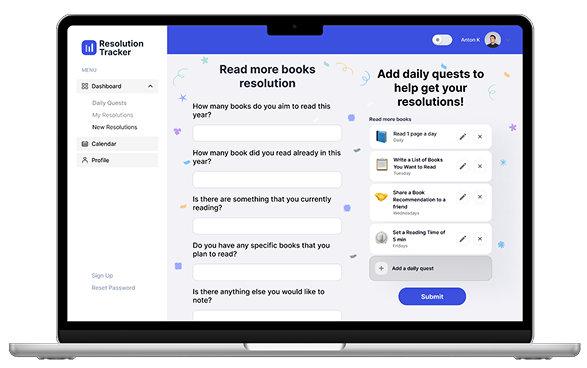 Resolution
Tracker
MENU
Dashboard
Daily Quests
My Resolutions
New Resolutions
Calendar
Profile
Sign Up
Reset Password
Anton K
Read more books
resolution
How many books do you aim to read this
year?
How many book did you read already in this
year?
Is there are something that you currently
reading?
Do you have any specific books that you
plan to read?
Is there anything else you would like to
note?
Add daily quests to
help get your
resolutions!
Read more books
Read 1 page a day
Daily
Write a List of Books
You Want to Read
Tuesday
Share a Book
Recommendation to a
friend
Wednesdays
Set a Reading Time of
5 min
Fridays
Add a daily quest
Submit